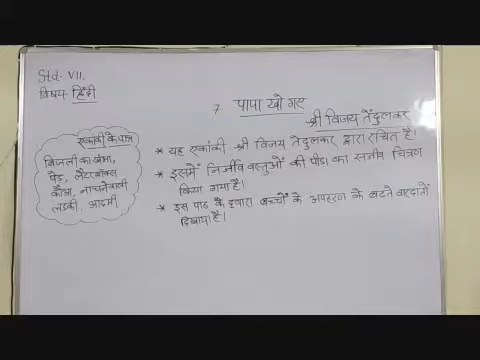 Std- VII.
विषय- हिंदी
7. पापा खो गए
श्री विजय तेंदुलकर
एकांकी के पात्र
बिजली का खंभा,
पेड़, लैटरबॉक्स
कौआ, नाचनेवाली
लड़की, आदमी
* यह एकांकी श्री विजय तेंदुलकर द्वारा रचित है।
* इसमें निर्जीव वस्तुओं की पीडा का सजीव चित्रण
किया गया है।
* इस पाठ के द्वारा बच्चों के अपहरण के घटते वारदातें
दिखाया है।